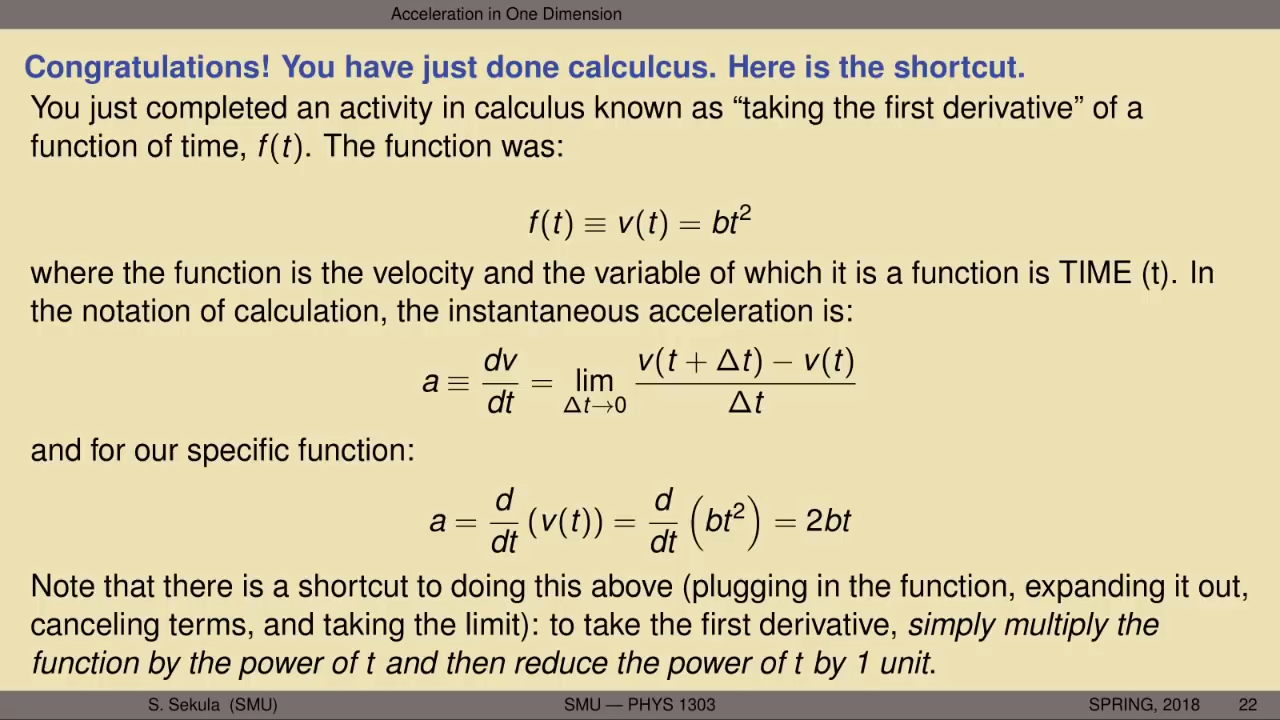 Acceleration in One Dimension
Congratulations! You have just done calculcus. Here is the shortcut.
You just completed an activity in calculus known as “taking the first derivative” of a
function of time, f(t). The function was:
f(t) ≡ v(t) = bt²
where the function is the velocity and the variable of which it is a function is TIME (t). In
the notation of calculation, the instantaneous acceleration is:
a ≡ dv/dt = lim Δt→0 (v(t + Δt) − v(t))/Δt
and for our specific function:
a = d/dt (v(t)) = d/dt (bt²) = 2bt
Note that there is a shortcut to doing this above (plugging in the function, expanding it out,
canceling terms, and taking the limit): to take the first derivative, simply multiply the
function by the power of t and then reduce the power of t by 1 unit.
S. Sekula (SMU) SMU — PHYS 1303 SPRING, 2018 22